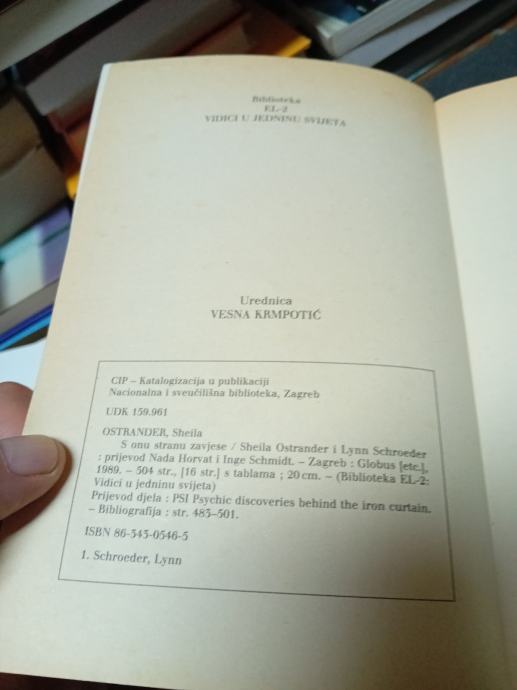 Biblioteka
EL-2
VIDICI U JEDNINU SVIJETA
Urednica
VESNA KRMPOTIĆ
CIP – Katalogizacija u publikaciji
Nacionalna i sveučilišna biblioteka, Zagreb
UDK 159.961
OSTRANDER, Sheila
S onu stranu zavjese / Sheila Ostrander i Lynn Schroeder
: prijevod Nada Horvat i Inge Schmidt. – Zagreb : Globus [etc.],
1989. – 504 str., [16 str.] s tablama ; 20 cm. – (Biblioteka EL-2:
Vidici u jedninu svijeta)
Prijevod djela : PSI Psychic discoveries behind the iron curtain.
– Bibliografija : str. 483–501.
ISBN 86-343-0546-5
1. Schroeder, Lynn